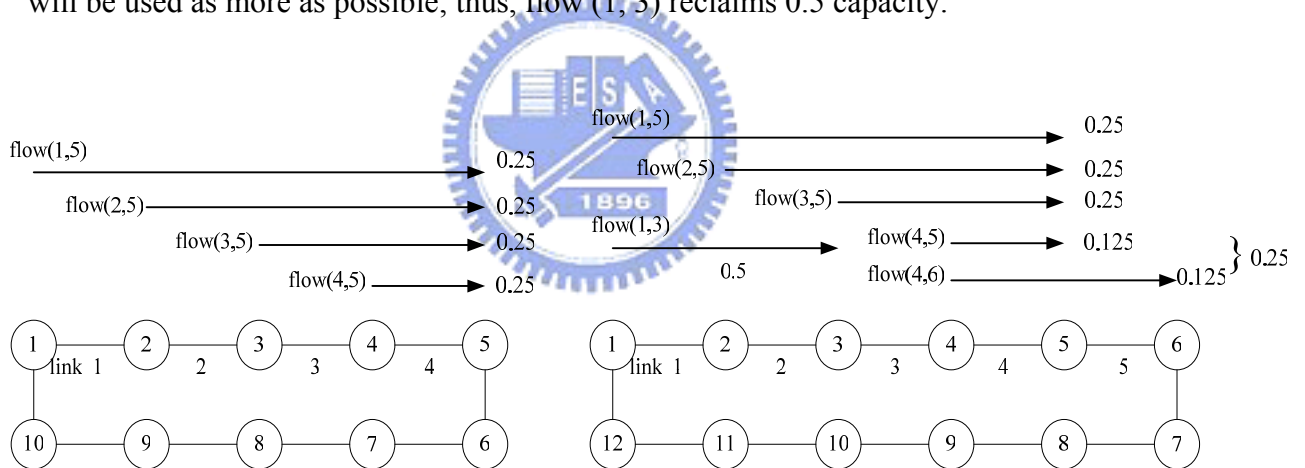 will be used as more as possible, thus, flow (1, 3) reclaims 0.5 capacity.
flow(1,5)
0.25
flow(2,5)
0.25
flow(3,5)
0.25
flow(4,5)
0.25
1
2
3
4
5
link 1
2
3
4
10
9
8
7
6
E S A
1896
flow(1,5)
0.25
flow(2,5)
0.25
flow(3,5)
0.25
flow(1,3)
0.5
flow(4,5)
0.125
flow(4,6)
0.125
} 0.25
1
2
3
4
5
6
link 1
2
3
4
5
12
11
10
9
8
7